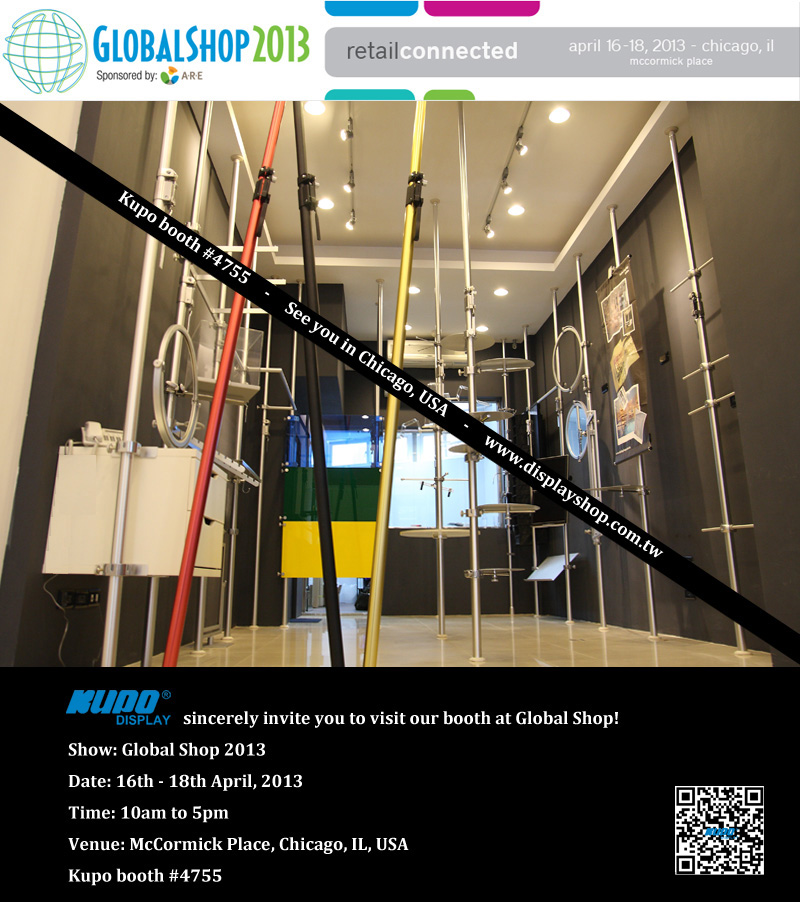 GLOBALSHOP 2013
Sponsored by: A·R·E
retailconnected
april 16-18, 2013 - chicago, il
mccormick place
Kupo booth #4755 - See you in Chicago, USA - www.displayshop.com.tw
KUPO®
DISPLAY
sincerely invite you to visit our booth at Global Shop!
Show: Global Shop 2013
Date: 16th - 18th April, 2013
Time: 10am to 5pm
Venue: McCormick Place, Chicago, IL, USA
Kupo booth #4755
KUPO